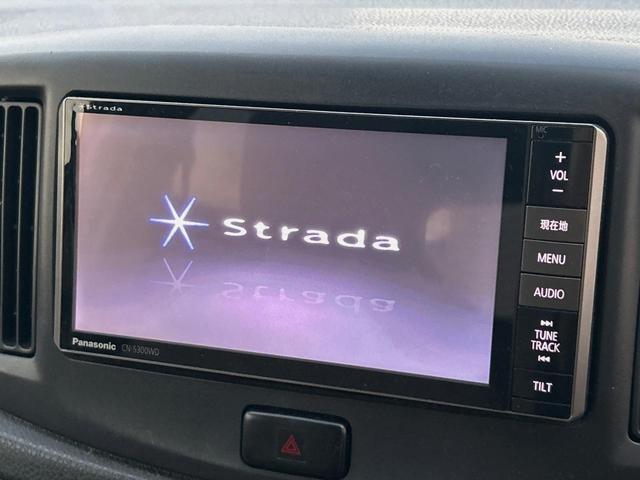 Strada
MIC
+
VOL
−
Strada
現在地
MENU
AUDIO
TUNE
TRACK
TILT
Panasonic CN-S300WD